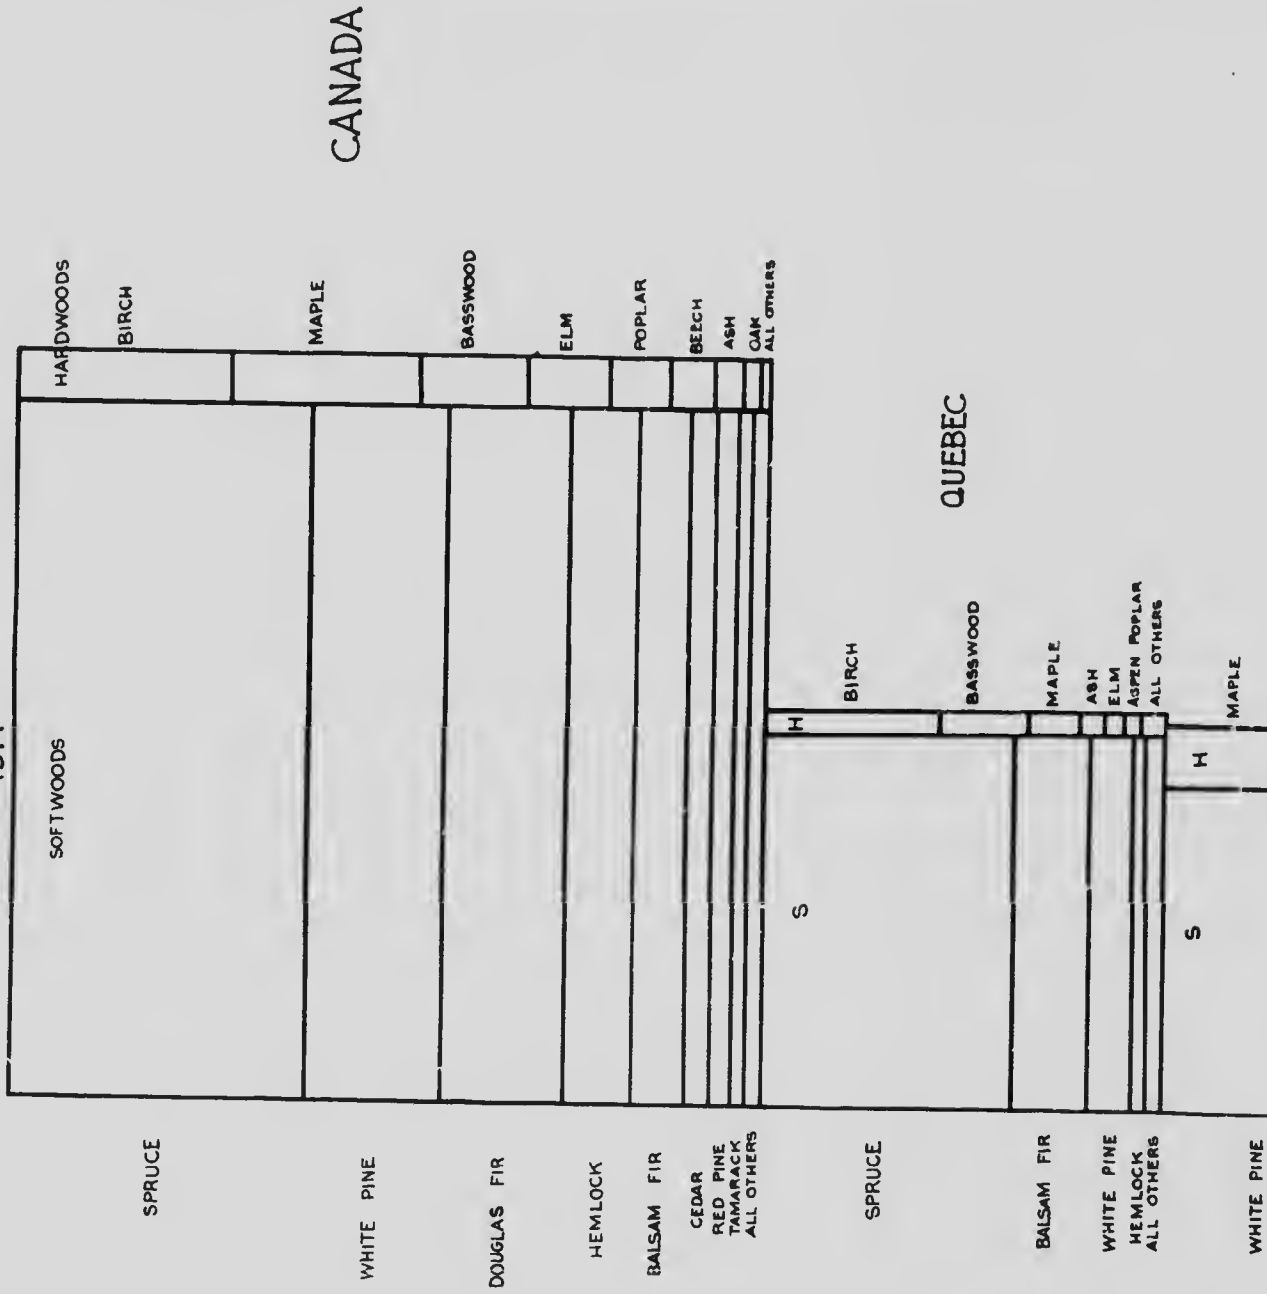 CANADA
HARDWOODS
BIRCH
MAPLE
BASSWOOD
ELM
POPLAR
BEECH
ASH
OAK
ALL OTHERS
SOFTWOODS
SPRUCE
WHITE PINE
DOUGLAS FIR
HEMLOCK
BALSAM FIR
CEDAR
RED PINE
TAMARACK
ALL OTHERS
QUEBEC
H
BIRCH
BASSWOOD
MAPLE
ASH
ELM
ASPEN POPLAR
ALL OTHERS
S
SPRUCE
BALSAM FIR
WHITE PINE
HEMLOCK
ALL OTHERS
MAPLE
H
S
WHITE PINE